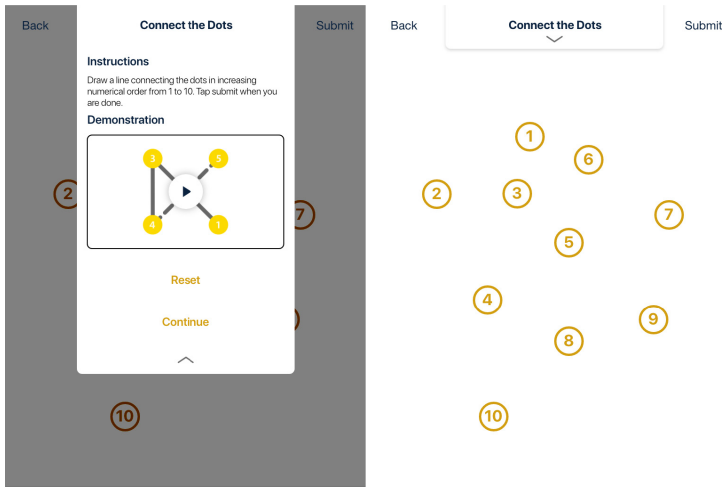 Back
Connect the Dots
Submit
Instructions
Draw a line connecting the dots in increasing
numerical order from 1 to 10. Tap submit when you
are done.
Demonstration
3
5
4
1
2
7
Reset
Continue
10
Back
Connect the Dots
Submit
1
6
2
3
7
5
4
9
8
10